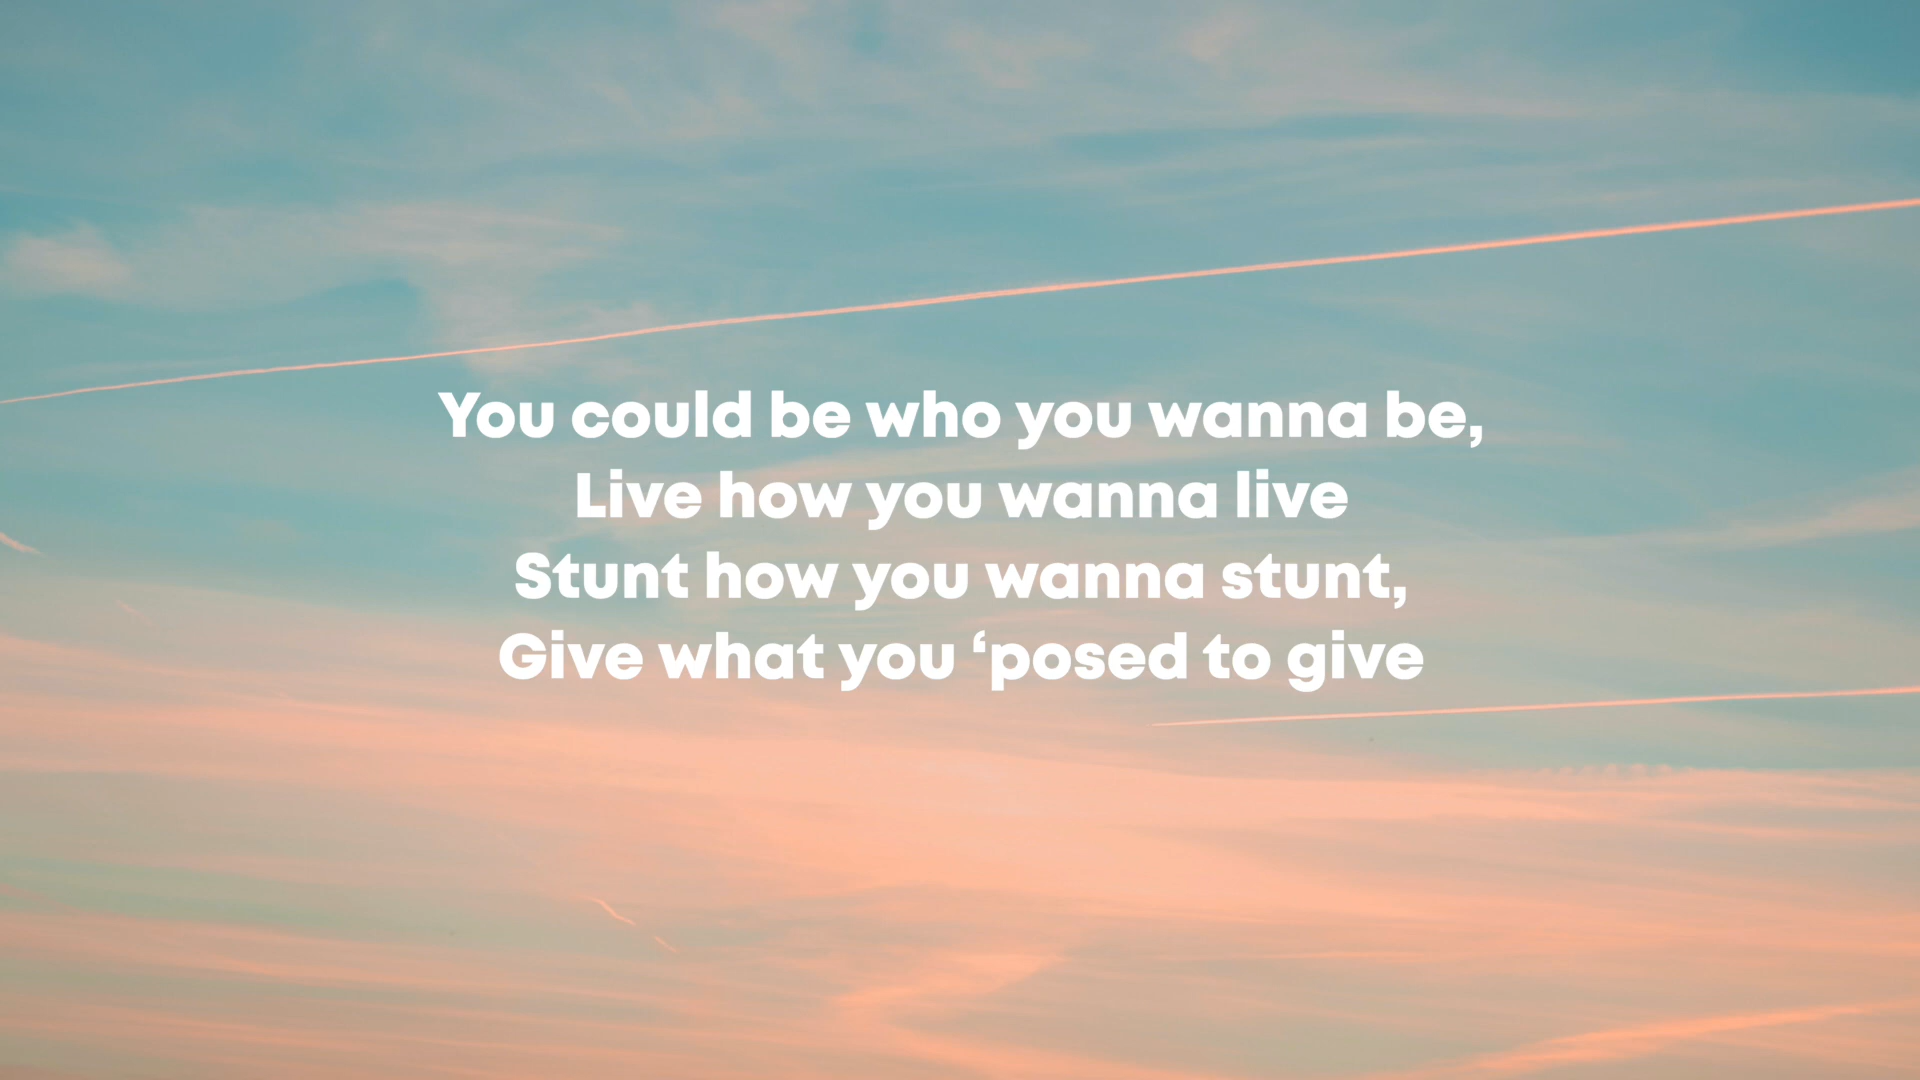 You could be who you wanna be,
Live how you wanna live
Stunt how you wanna stunt,
Give what you ‘posed to give